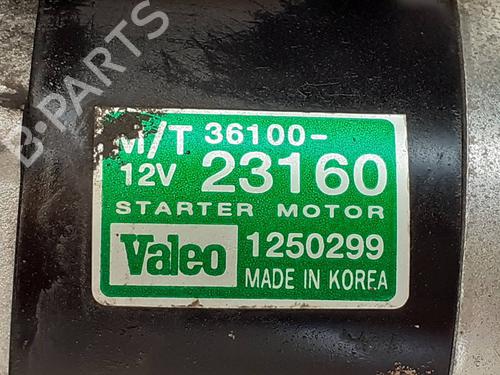 B-PARTS
M/T 36100-
12V 23160
STARTER MOTOR
Valeo 1250299
MADE IN KOREA